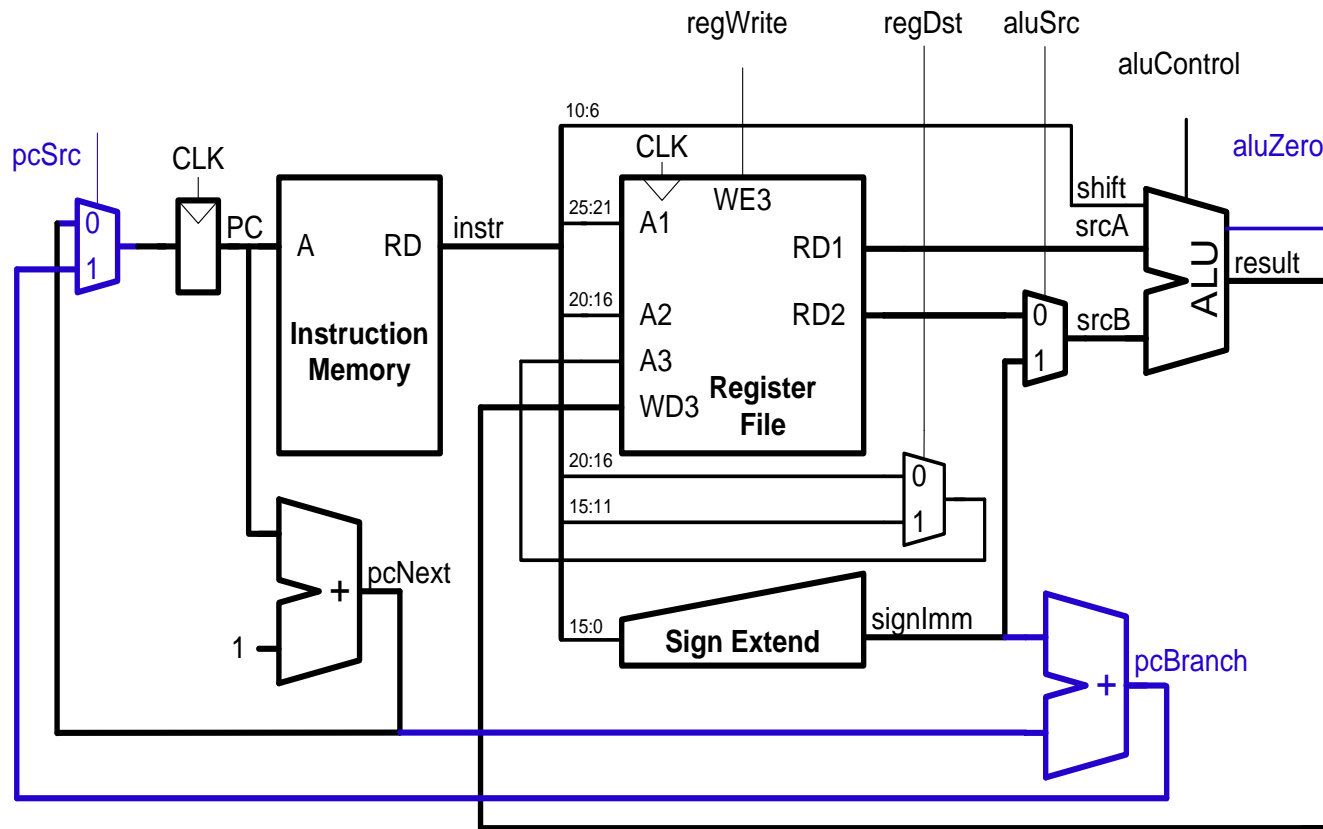 regWrite
regDst
aluSrc
aluControl
pcSrc
CLK
PC
0
1
A
RD
Instruction
Memory
instr
10:6
25:21
20:16
CLK
WE3
A1
A2
A3
WD3
RD1
RD2
Register
File
20:16
15:11
0
1
0
1
shift
srcA
srcB
ALU
aluZero
result
+
1
pcNext
15:0
Sign Extend
signImm
+
pcBranch